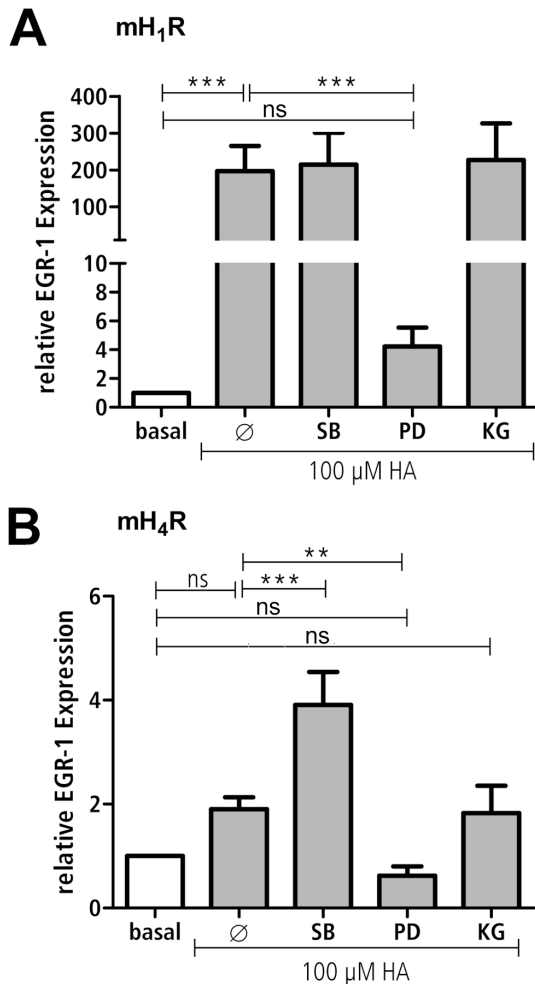 A mH₁R
*** ***
ns
400
300
200
100
10
8
6
4
2
0
relative EGR-1 Expression
basal ∅ SB PD KG
100 µM HA
B mH₄R
**
ns ***
ns
ns
6
4
2
0
relative EGR-1 Expression
basal ∅ SB PD KG
100 µM HA